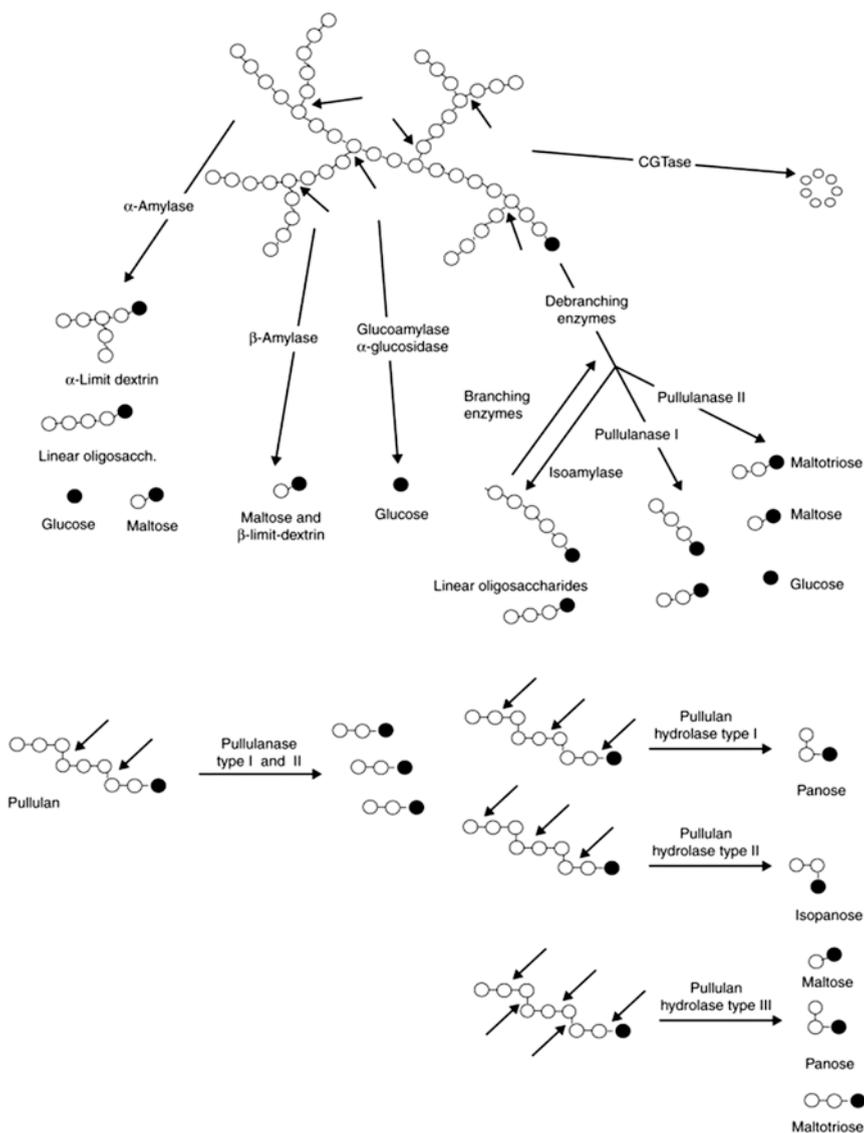 CGTase
α-Amylase
Debranching
enzymes
β-Amylase
Glucoamylase
α-glucosidase
α-Limit dextrin
Branching
enzymes
Pullulanase II
Pullulanase I
Isoamylase
Maltotriose
Linear oligosacch.
Glucose
Maltose
Maltose and
β-limit-dextrin
Glucose
Maltose
Linear oligosaccharides
Glucose
Pullulan
Pullulanase
type I and II
Pullulan
hydrolase type I
Panose
Pullulan
hydrolase type II
Isopanose
Maltose
Pullulan
hydrolase type III
Panose
Maltotriose